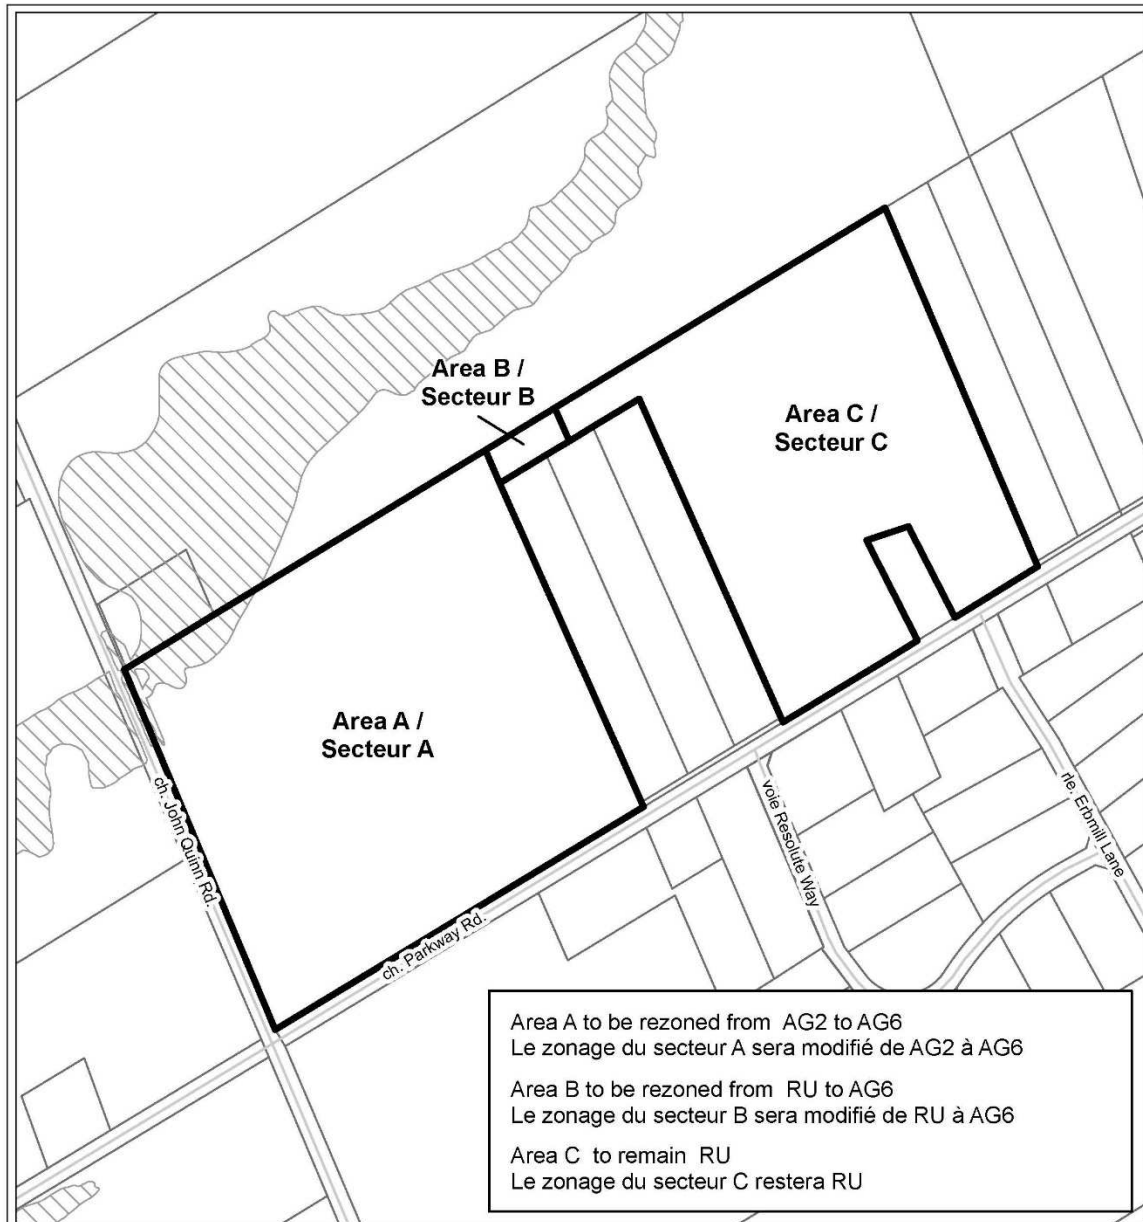 Area B /
Secteur B
Area C /
Secteur C
Area A /
Secteur A
ch. John Quinn Rd.
ch. Parkway Rd.
voie Resolute Way
rle. Erbmill Lane
Area A to be rezoned from AG2 to AG6
Le zonage du secteur A sera modifié de AG2 à AG6
Area B to be rezoned from RU to AG6
Le zonage du secteur B sera modifié de RU à AG6
Area C to remain RU
Le zonage du secteur C restera RU